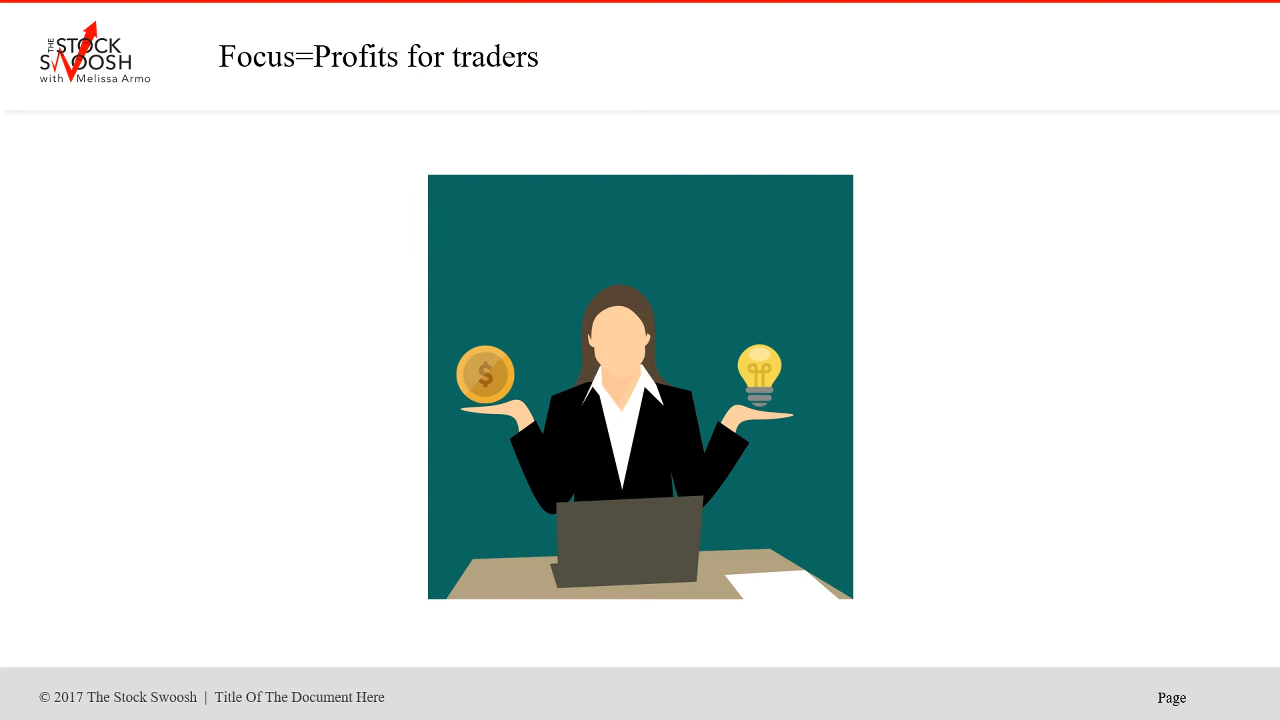 THE
STOCK
SWOOSH
with Melissa Armo
Focus=Profits for traders
$
© 2017 The Stock Swoosh | Title Of The Document Here
Page